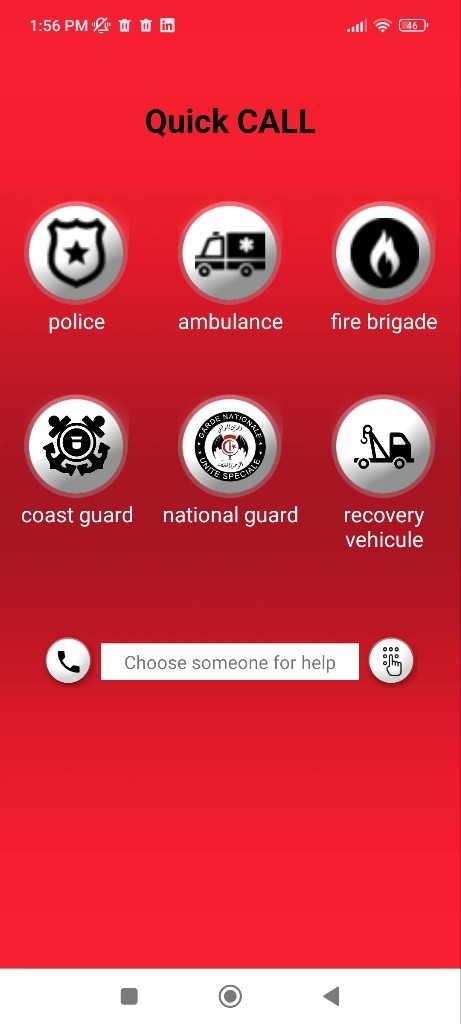 1:56 PM
46
Quick CALL
police
ambulance
fire brigade
GARDE NATIONALE
UNITE SPECIALE
coast guard
national guard
recovery
vehicule
Choose someone for help